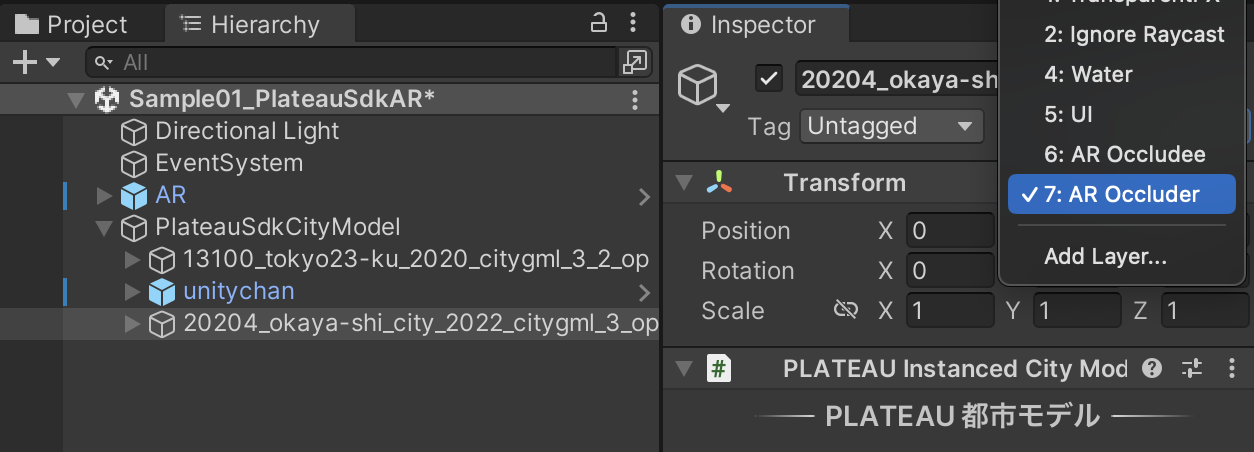 Project
Hierarchy
All
Sample01_PlateauSdkAR*
Directional Light
EventSystem
AR
PlateauSdkCityModel
13100_tokyo23-ku_2020_citygml_3_2_op
unitychan
20204_okaya-shi_city_2022_citygml_3_op
Inspector
20204_okaya-sh
Tag Untagged
Transform
Position X 0
Rotation X 0
Scale X 1 Y 1 Z 1
PLATEAU Instanced City Mod
PLATEAU 都市モデル
2: Ignore Raycast
4: Water
5: UI
6: AR Occludee
7: AR Occluder
Add Layer...